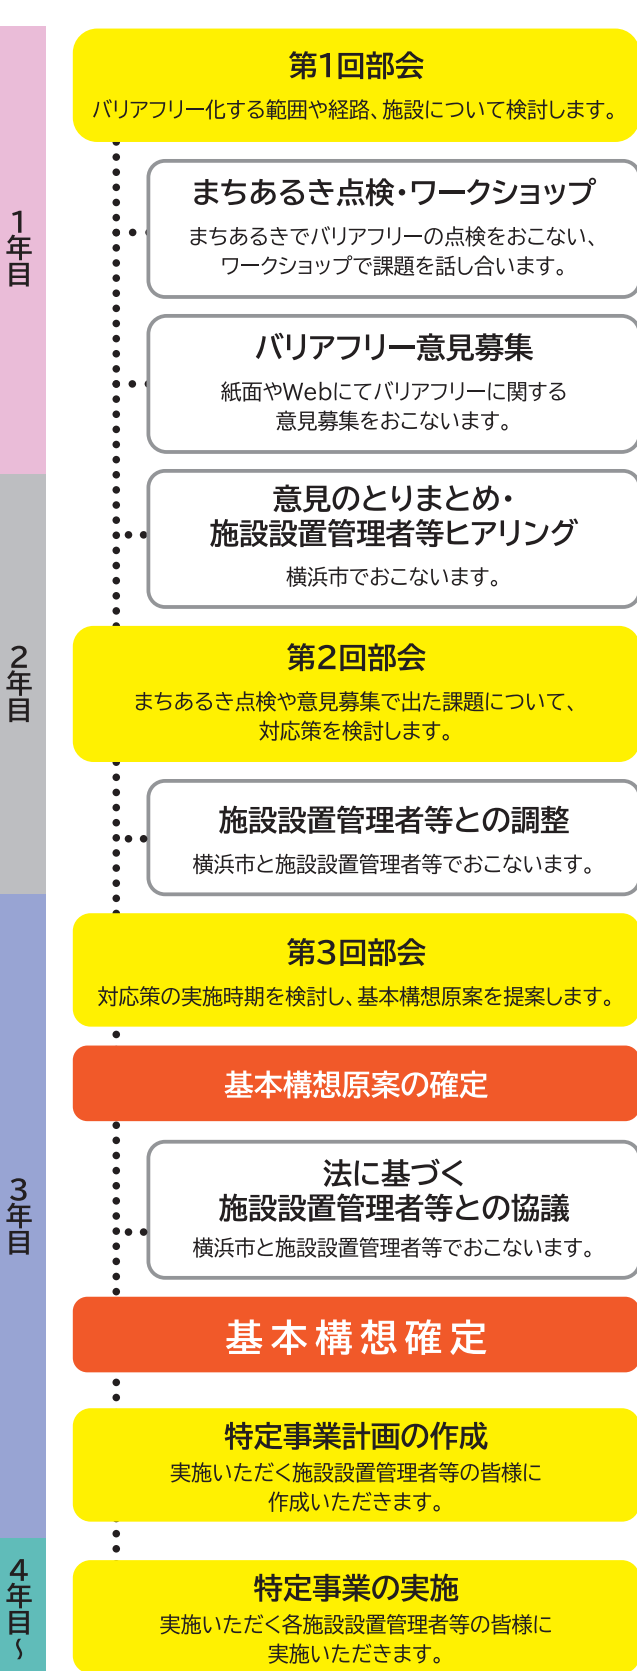 1年目
第1回部会
バリアフリー化する範囲や経路、施設について検討します。
まちあるき点検・ワークショップ
まちあるきでバリアフリーの点検をおこない、
ワークショップで課題を話し合います。
バリアフリー意見募集
紙面やWebにてバリアフリーに関する
意見募集をおこないます。
2年目
意見のとりまとめ・
施設設置管理者等ヒアリング
横浜市でおこないます。
第2回部会
まちあるき点検や意見募集で出た課題について、
対応策を検討します。
施設設置管理者等との調整
横浜市と施設設置管理者等でおこないます。
3年目
第3回部会
対応策の実施時期を検討し、基本構想原案を提案します。
基本構想原案の確定
法に基づく
施設設置管理者等との協議
横浜市と施設設置管理者等でおこないます。
基本構想確定
特定事業計画の作成
実施いただく施設設置管理者等の皆様に
作成いただきます。
4年目~
特定事業の実施
実施いただく各施設設置管理者等の皆様に
実施いただきます。